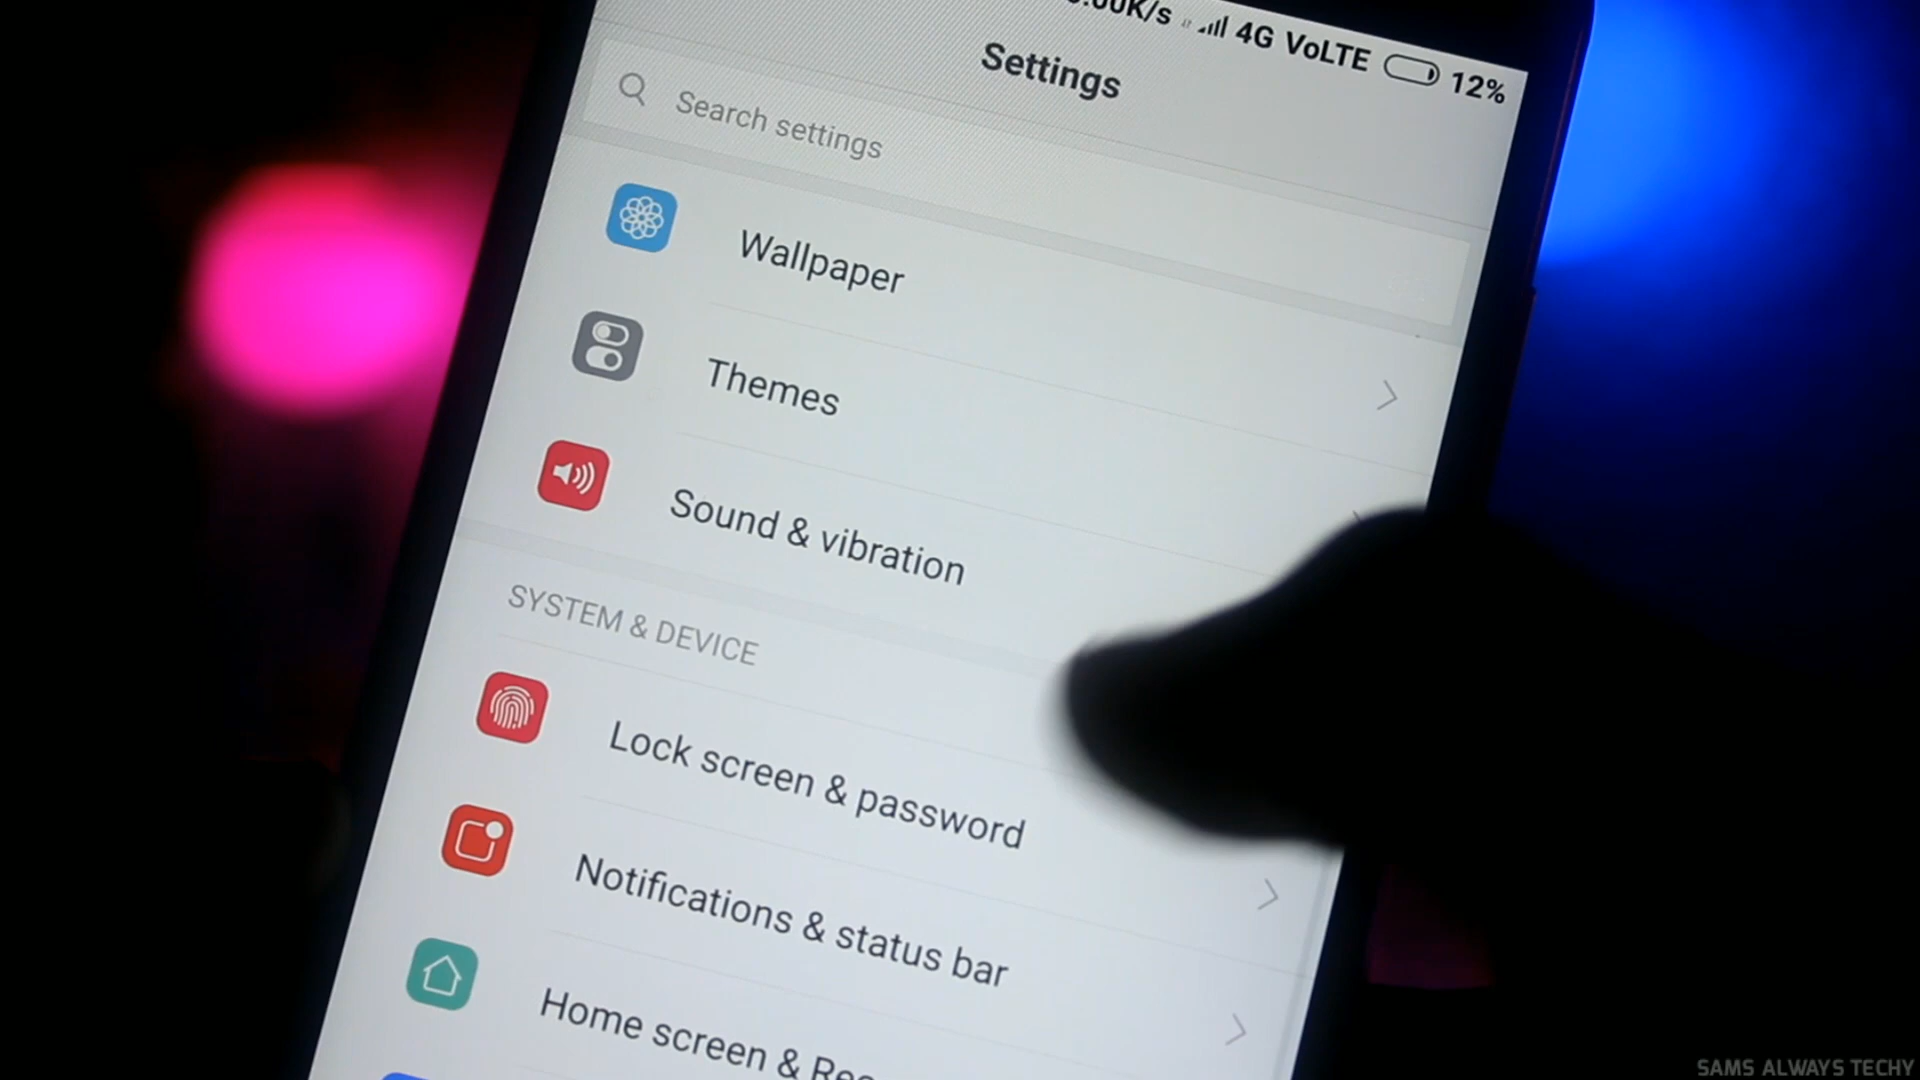 K/s 4G VoLTE 12%
Settings
Search settings
Wallpaper
Themes
Sound & vibration
SYSTEM & DEVICE
Lock screen & password
Notifications & status bar
Home screen &
SAMS ALWAYS TECHY